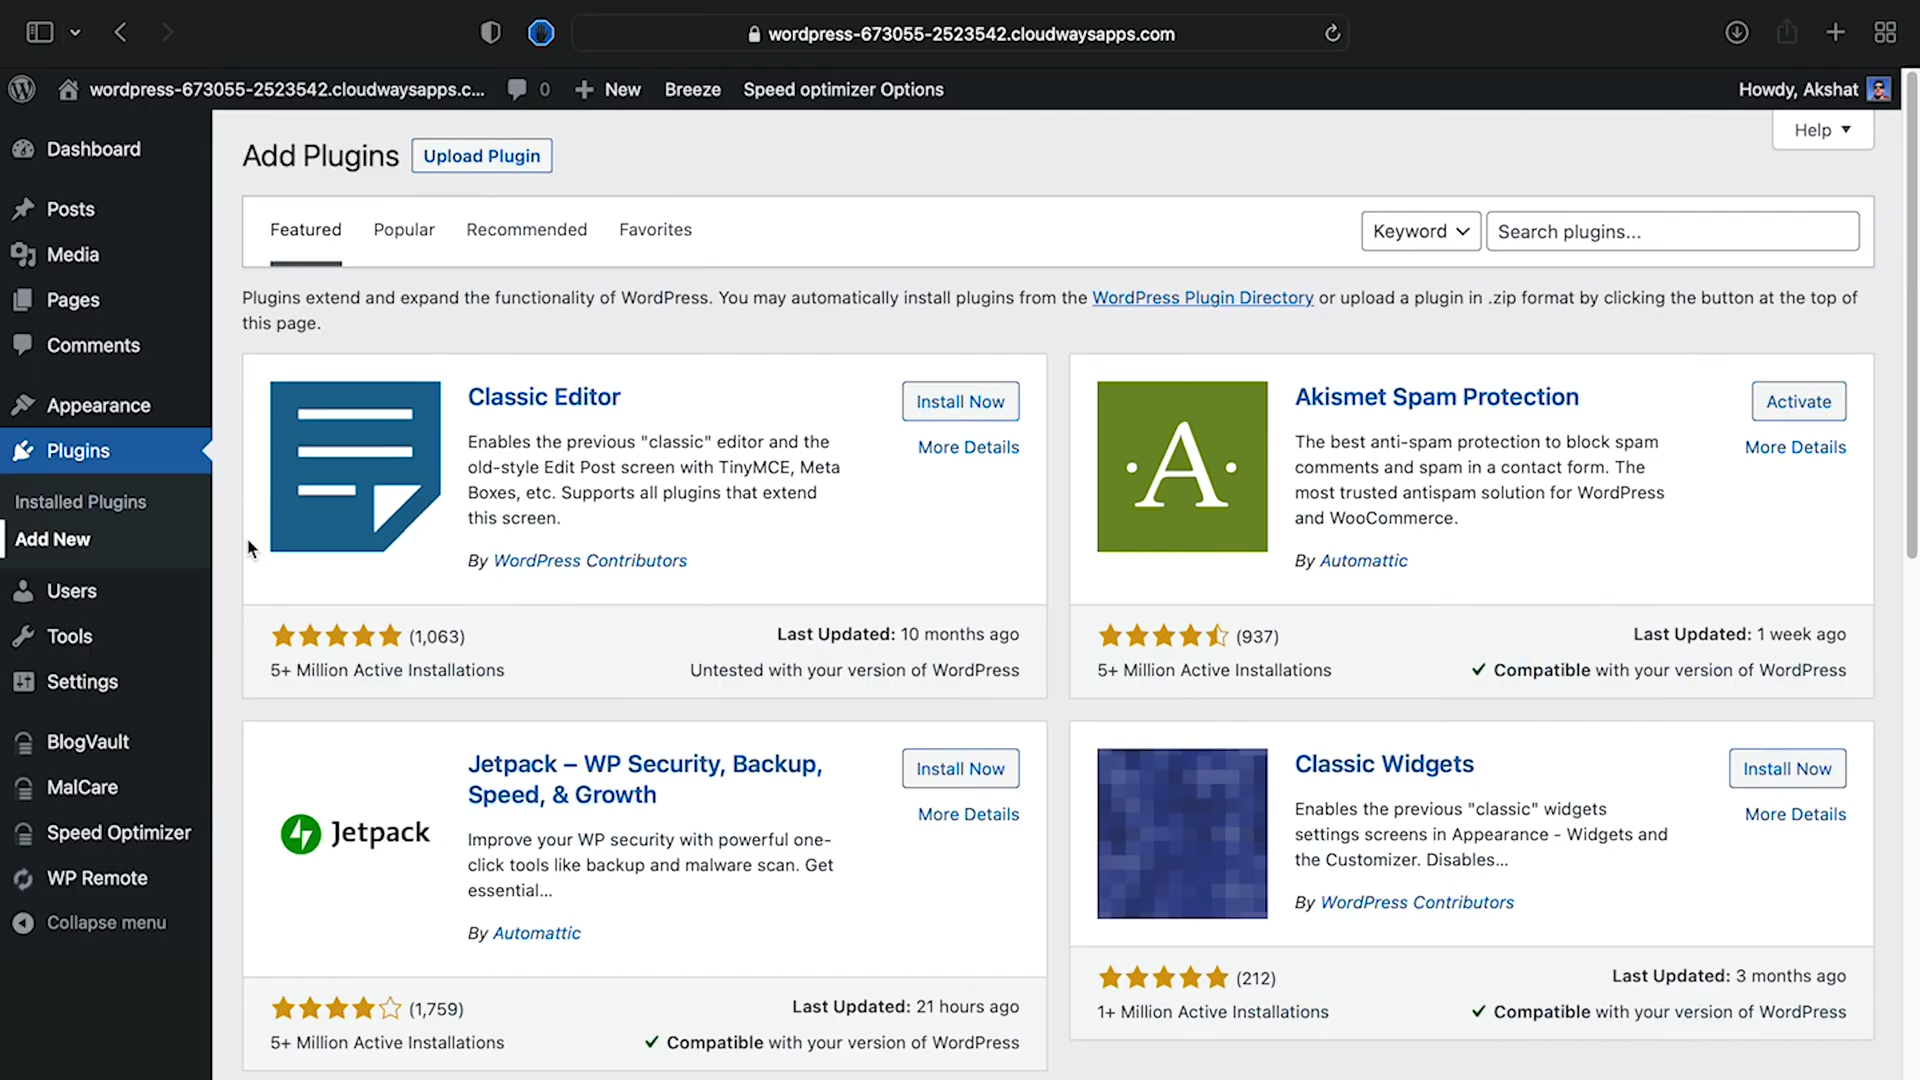 wordpress-673055-2523542.cloudwaysapps.com
wordpress-673055-2523542.cloudwaysapps.c...
0
New
Breeze
Speed optimizer Options
Howdy, Akshat
Dashboard
Posts
Media
Pages
Comments
Appearance
Plugins
Installed Plugins
Add New
Users
Tools
Settings
BlogVault
MalCare
Speed Optimizer
WP Remote
Collapse menu
Help
Add Plugins
Upload Plugin
Featured
Popular
Recommended
Favorites
Keyword
Search plugins...
Plugins extend and expand the functionality of WordPress. You may automatically install plugins from the WordPress Plugin Directory or upload a plugin in .zip format by clicking the button at the top of
this page.
Classic Editor
Install Now
More Details
Enables the previous "classic" editor and the
old-style Edit Post screen with TinyMCE, Meta
Boxes, etc. Supports all plugins that extend
this screen.
By WordPress Contributors
(1,063)
Last Updated: 10 months ago
5+ Million Active Installations
Untested with your version of WordPress
A
Akismet Spam Protection
Activate
More Details
The best anti-spam protection to block spam
comments and spam in a contact form. The
most trusted antispam solution for WordPress
and WooCommerce.
By Automattic
(937)
Last Updated: 1 week ago
5+ Million Active Installations
Compatible with your version of WordPress
Jetpack
Jetpack – WP Security, Backup,
Speed, & Growth
Install Now
More Details
Improve your WP security with powerful one-
click tools like backup and malware scan. Get
essential...
By Automattic
(1,759)
Last Updated: 21 hours ago
5+ Million Active Installations
Compatible with your version of WordPress
Classic Widgets
Install Now
More Details
Enables the previous "classic" widgets
settings screens in Appearance - Widgets and
the Customizer. Disables...
By WordPress Contributors
(212)
Last Updated: 3 months ago
1+ Million Active Installations
Compatible with your version of WordPress